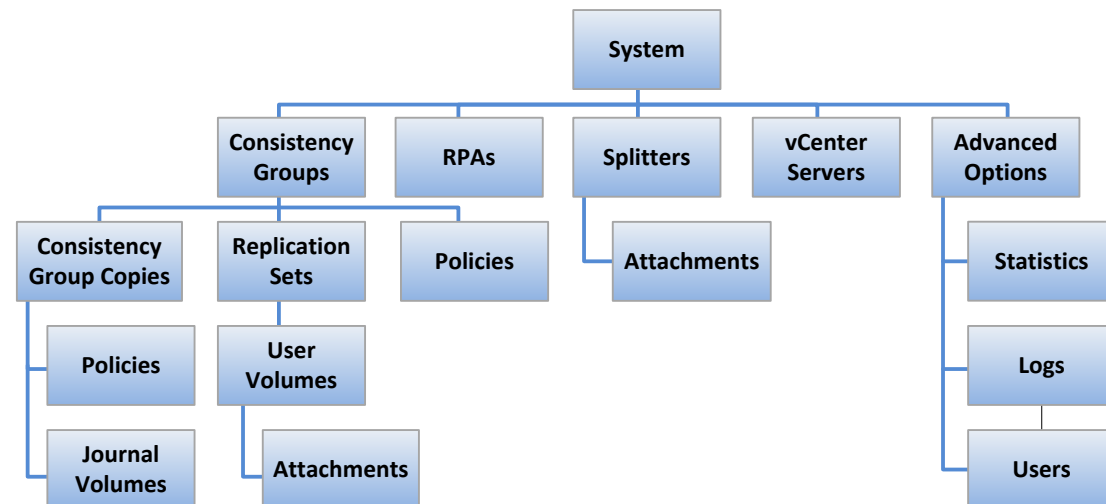 System
Consistency
Groups
RPAs
Splitters
vCenter
Servers
Advanced
Options
Consistency
Group Copies
Replication
Sets
Policies
Attachments
Statistics
Policies
User
Volumes
Logs
Journal
Volumes
Attachments
Users